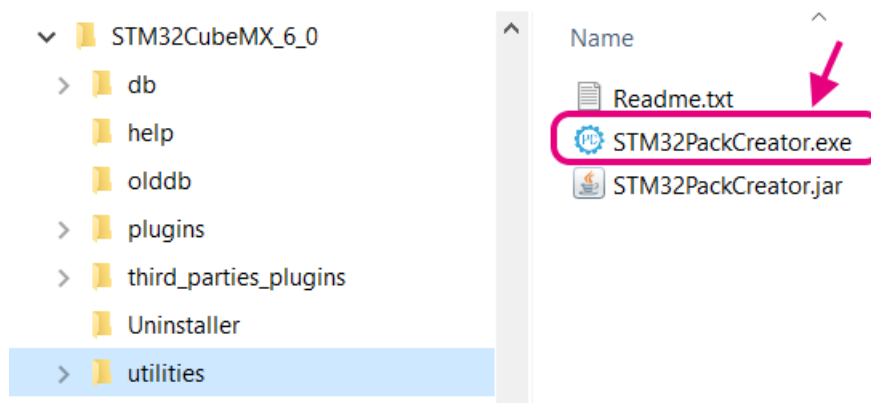 STM32CubeMX_6_0
db
help
olddb
plugins
third_parties_plugins
Uninstaller
utilities
Name
Readme.txt
STM32PackCreator.exe
STM32PackCreator.jar